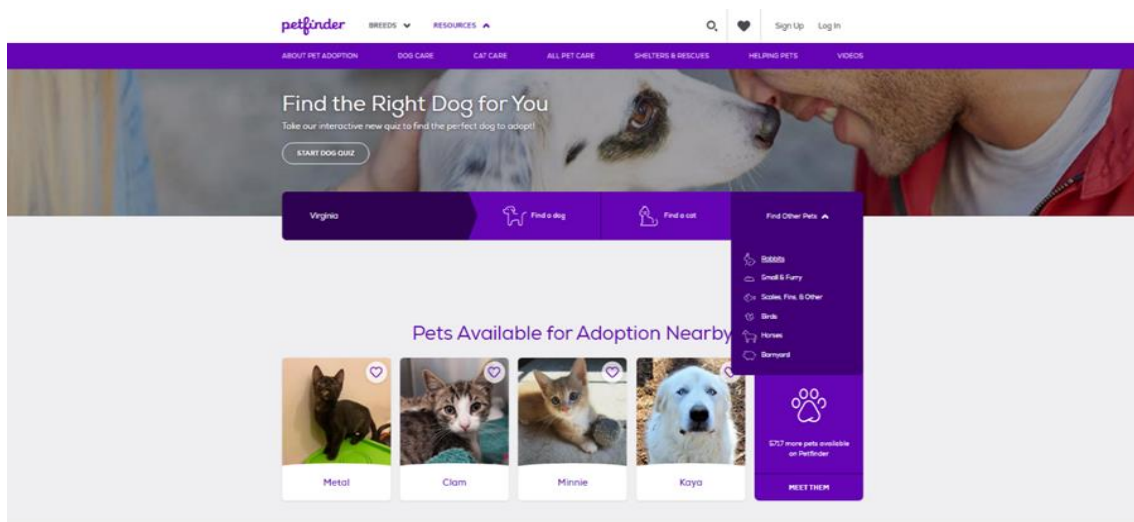 petfinder
BREEDS
RESOURCES
Sign Up
Log In
ABOUT PET ADOPTION
DOG CARE
CAT CARE
ALL PET CARE
SHELTERS & RESCUES
HELPING PETS
VIDEOS
Find the Right Dog for You
Take our interactive new quiz to find the perfect dog to adopt!
START DOG QUIZ
Virginia
Find a dog
Find a cat
Find Other Pets
Rabbits
Small & Furry
Scales, Fins, & Other
Birds
Horses
Barnyard
Pets Available for Adoption Nearby
Metal
Clam
Minnie
Kaya
5717 more pets available
on Petfinder
MEET THEM